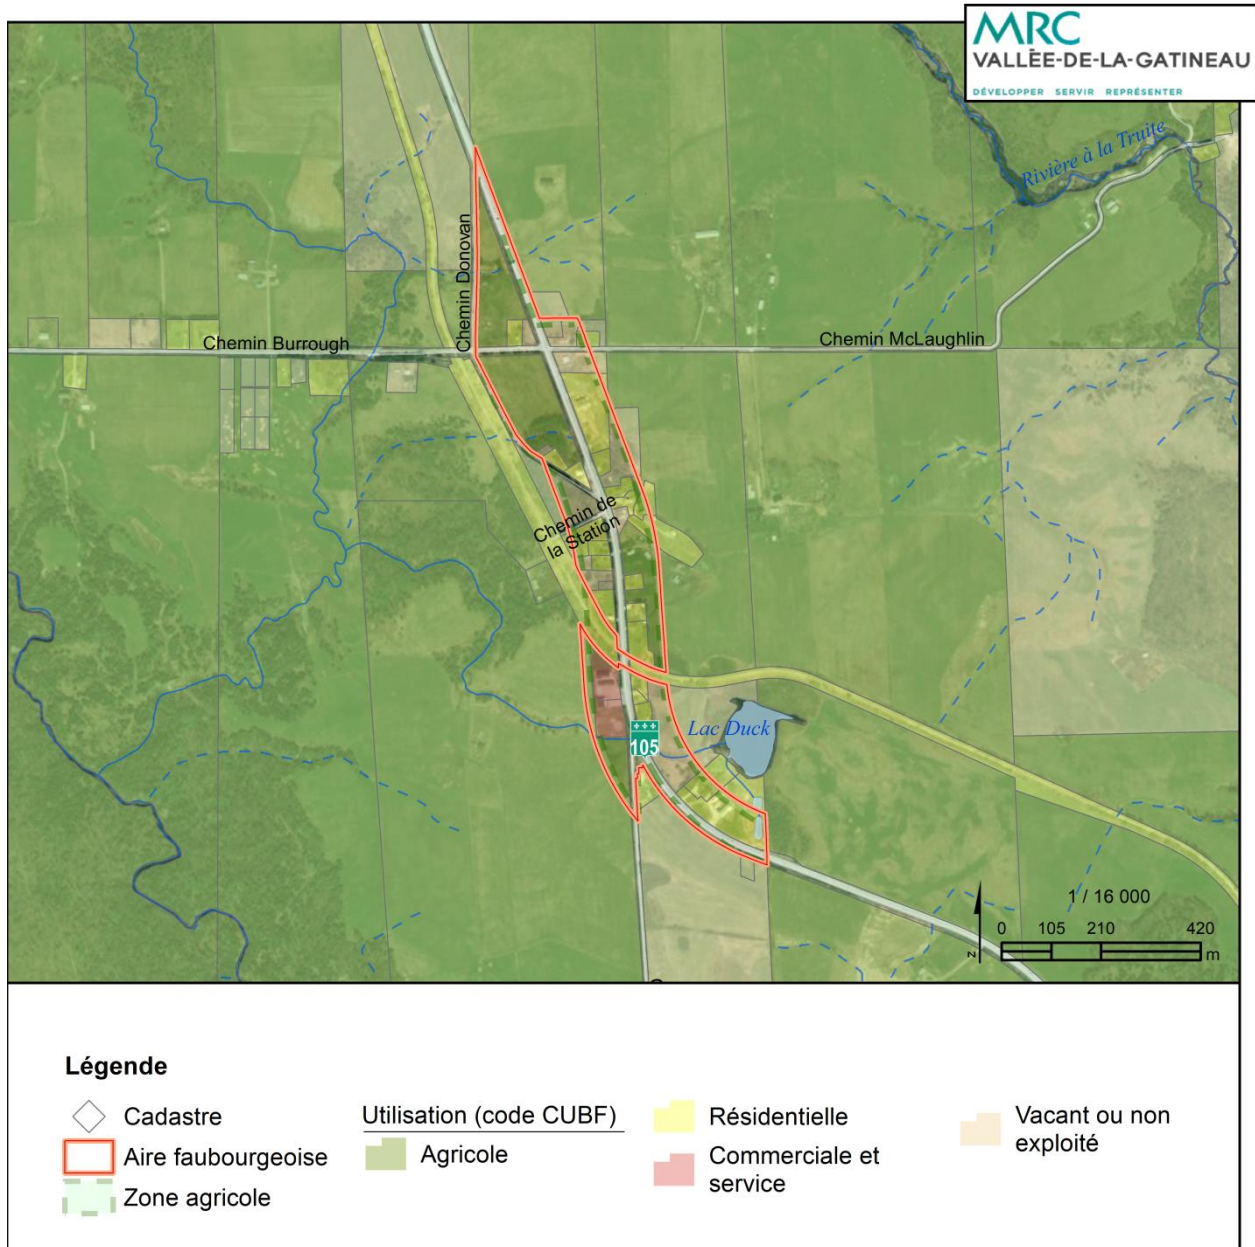 MRC
VALLÉE-DE-LA-GATINEAU
DÉVELOPPER SERVIR REPRÉSENTER
Rivière à la Truite
Chemin Donovan
Chemin Burrough
Chemin McLaughlin
Chemin de
la Station
Lac Duck
105
1 / 16 000
0 105 210 420
m
N
Légende
Cadastre
Aire faubourgeoise
Zone agricole
Utilisation (code CUBF)
Agricole
Résidentielle
Commerciale et
service
Vacant ou non
exploité